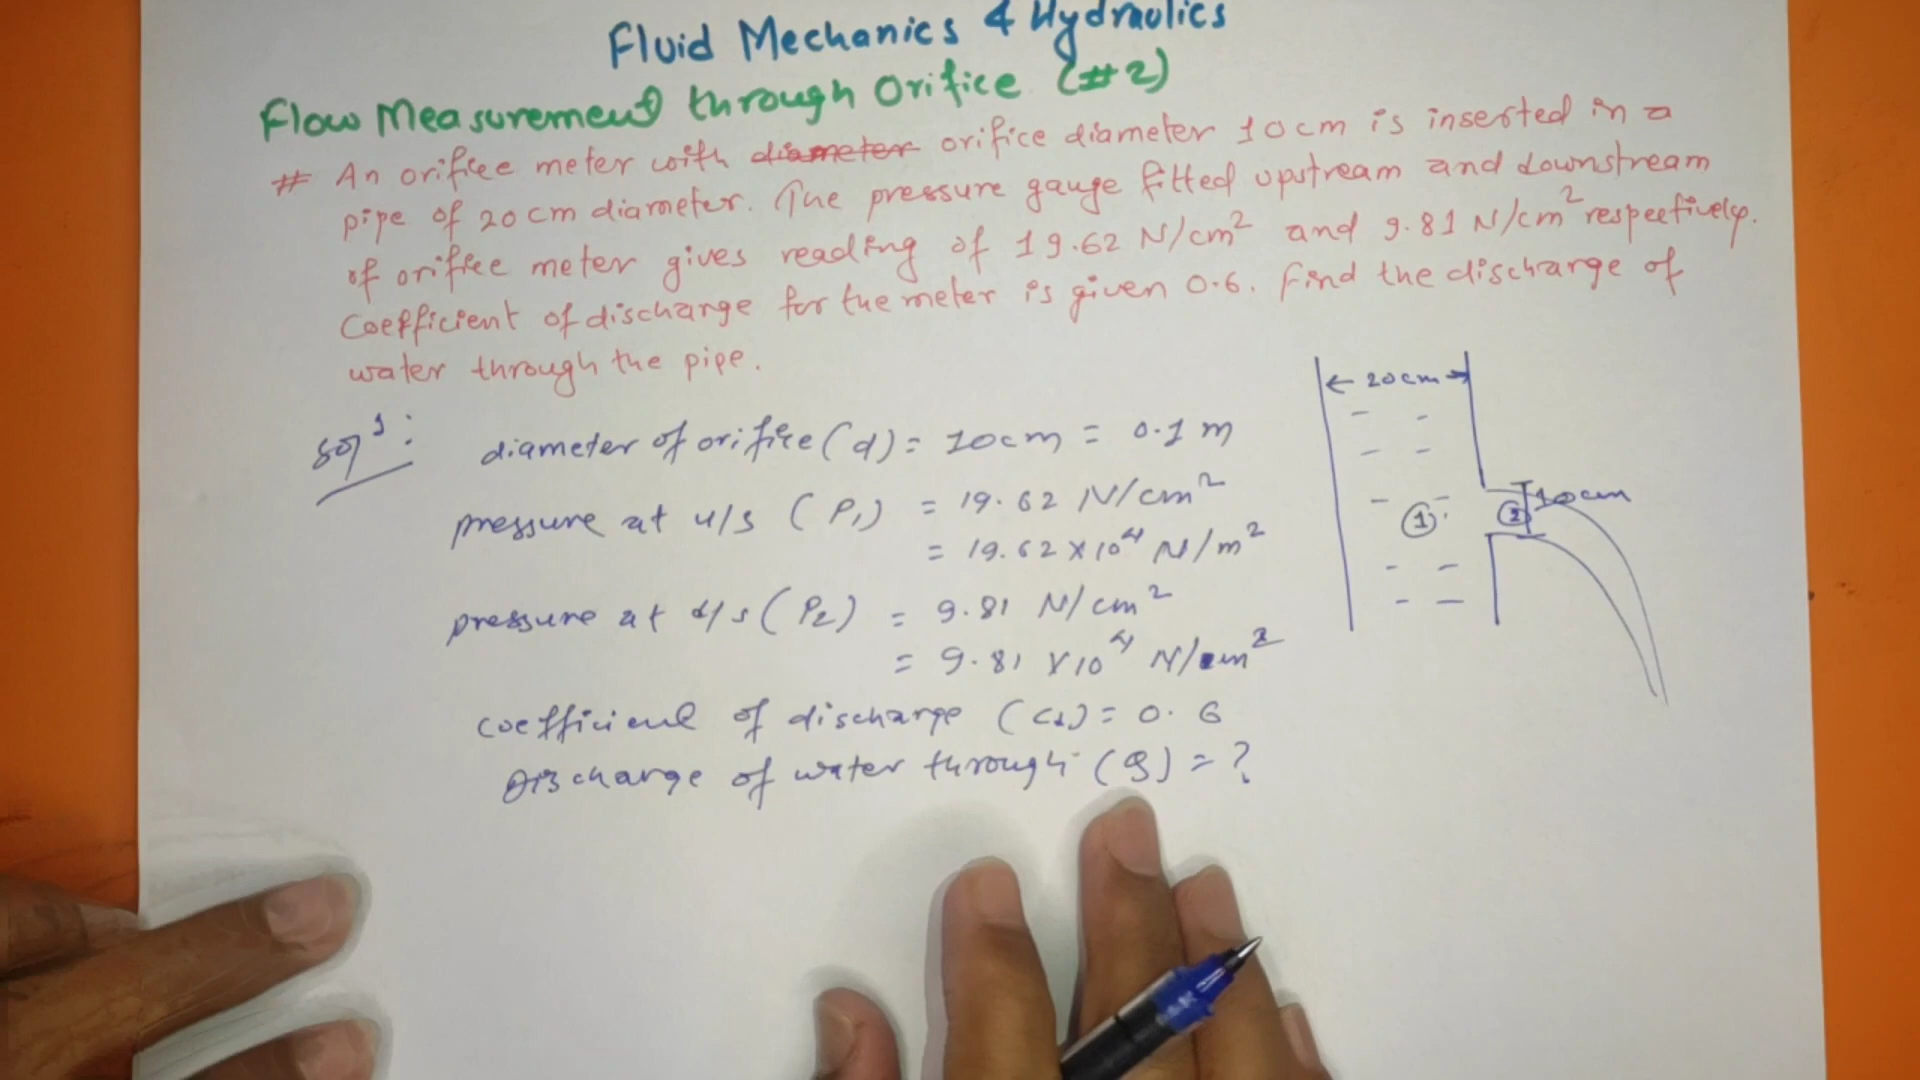 Fluid Mechanics & Hydraulics
Flow Measurement through Orifice (#2)
# An orifice meter with diameter orifice diameter 10cm is inserted in a
pipe of 20cm diameter. The pressure gauge fitted upstream and downstream
of orifice meter gives reading of 19.62 N/cm² and 9.81 N/cm² respectively.
Coefficient of discharge for the meter is given 0.6. Find the discharge of
water through the pipe.
← 20cm →
solⁿ:
diameter of orifice (d) = 10cm = 0.1 m
pressure at u/s (P₁) = 19.62 N/cm²
= 19.62 × 10⁴ N/m²
10cm
① ②
pressure at d/s (P₂) = 9.81 N/cm²
= 9.81 × 10⁴ N/m²
coefficient of discharge (Cd) = 0.6
Discharge of water through (Q) = ?